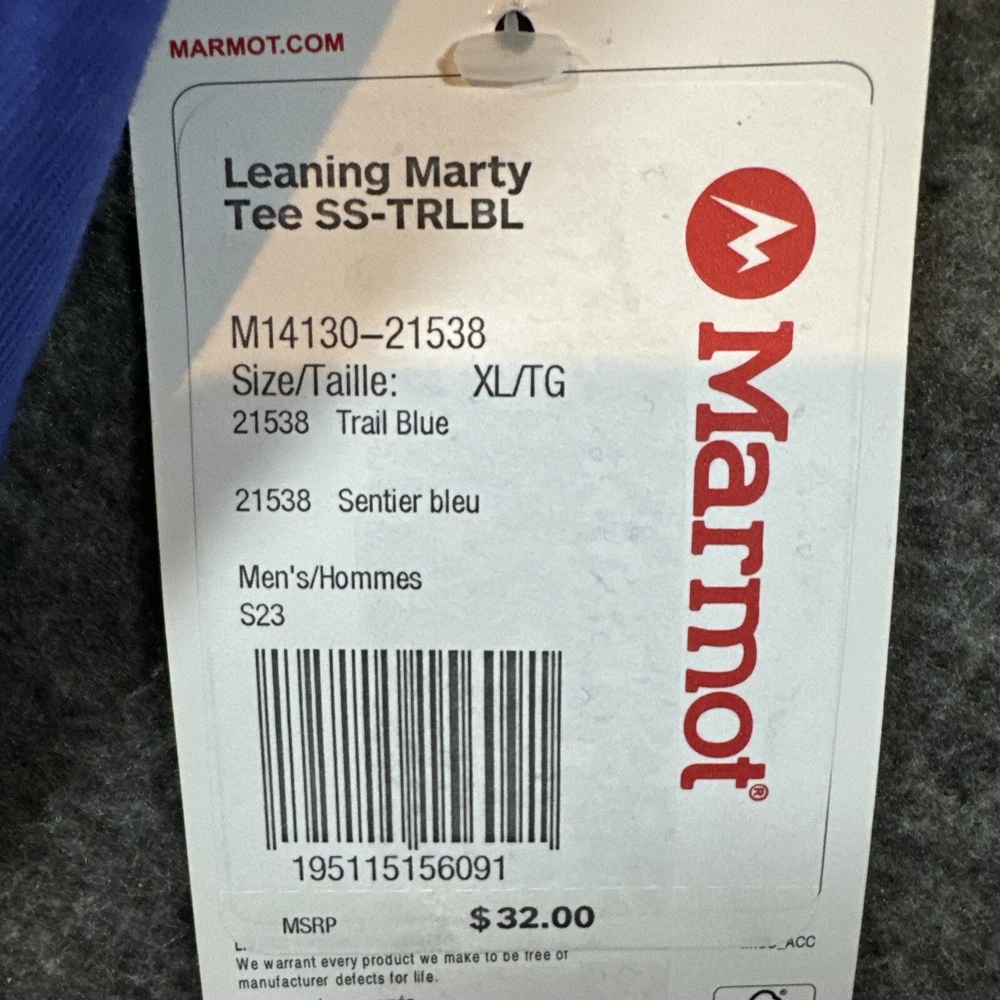 MARMOT.COM
Leaning Marty
Tee SS-TRLBL
M14130–21538
Size/Taille: XL/TG
21538 Trail Blue
21538 Sentier bleu
Men's/Hommes
S23
195115156091
MSRP $32.00
L.
_ACC
We warrant every product we make to be free of
manufacturer defects for life.
Marmot®